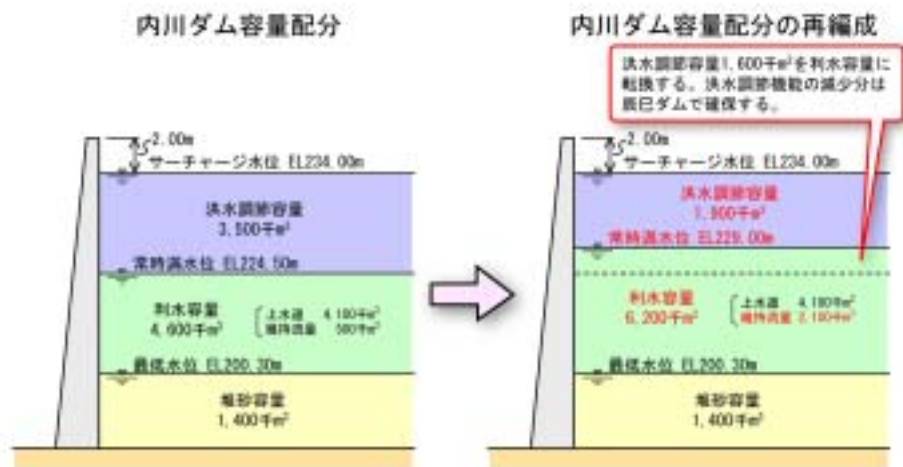 内川ダム容量配分
2.00m
サーチャージ水位 EL234.00m
洪水調節容量
3,500千m³
常時満水位 EL224.50m
利水容量
4,600千m³
上水道 4,100千m³
維持流量 500千m³
最低水位 EL200.30m
堆砂容量
1,400千m³
内川ダム容量配分の再編成
洪水調節容量1,600千m³を利水容量に
転換する。洪水調節機能の減少分は
辰巳ダムで確保する。
2.00m
サーチャージ水位 EL234.00m
洪水調節容量
1,900千m³
常時満水位 EL229.00m
利水容量
6,200千m³
上水道 4,100千m³
維持流量 2,100千m³
最低水位 EL200.30m
堆砂容量
1,400千m³